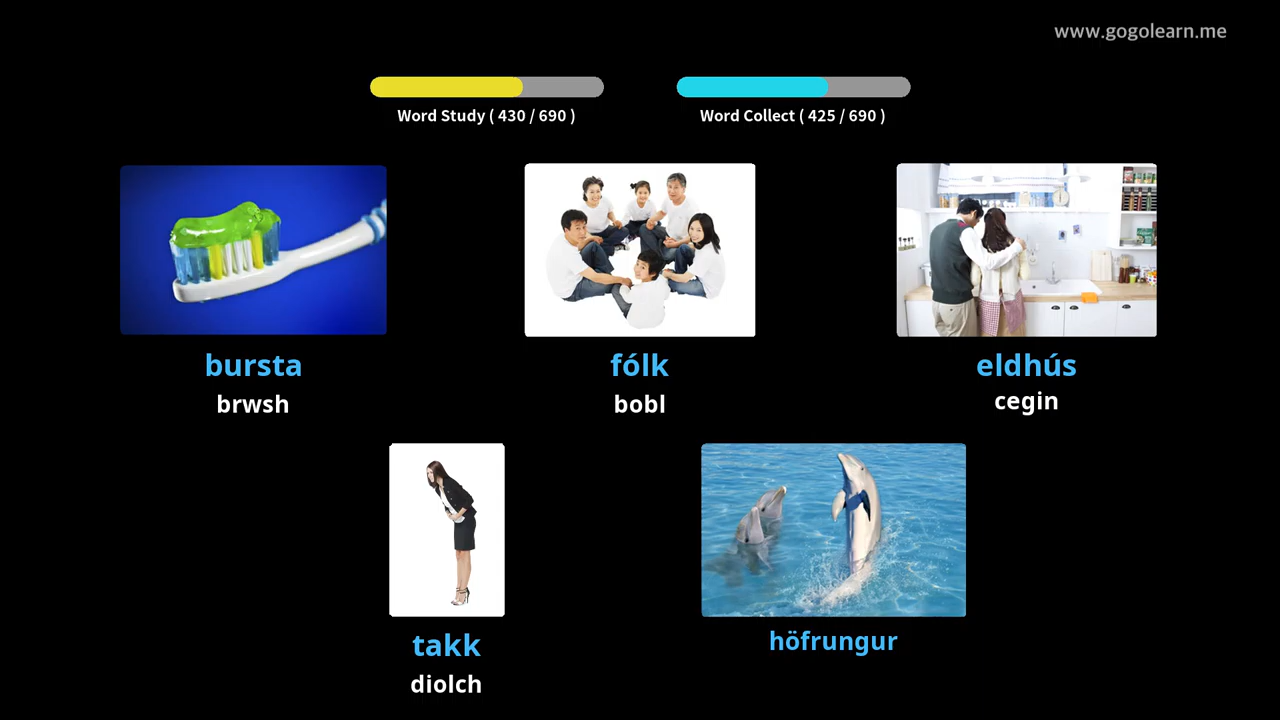 www.gogolearn.me
Word Study ( 430 / 690 )
Word Collect ( 425 / 690 )
bursta
brwsh
fólk
bobl
eldhús
cegin
takk
diolch
höfrungur